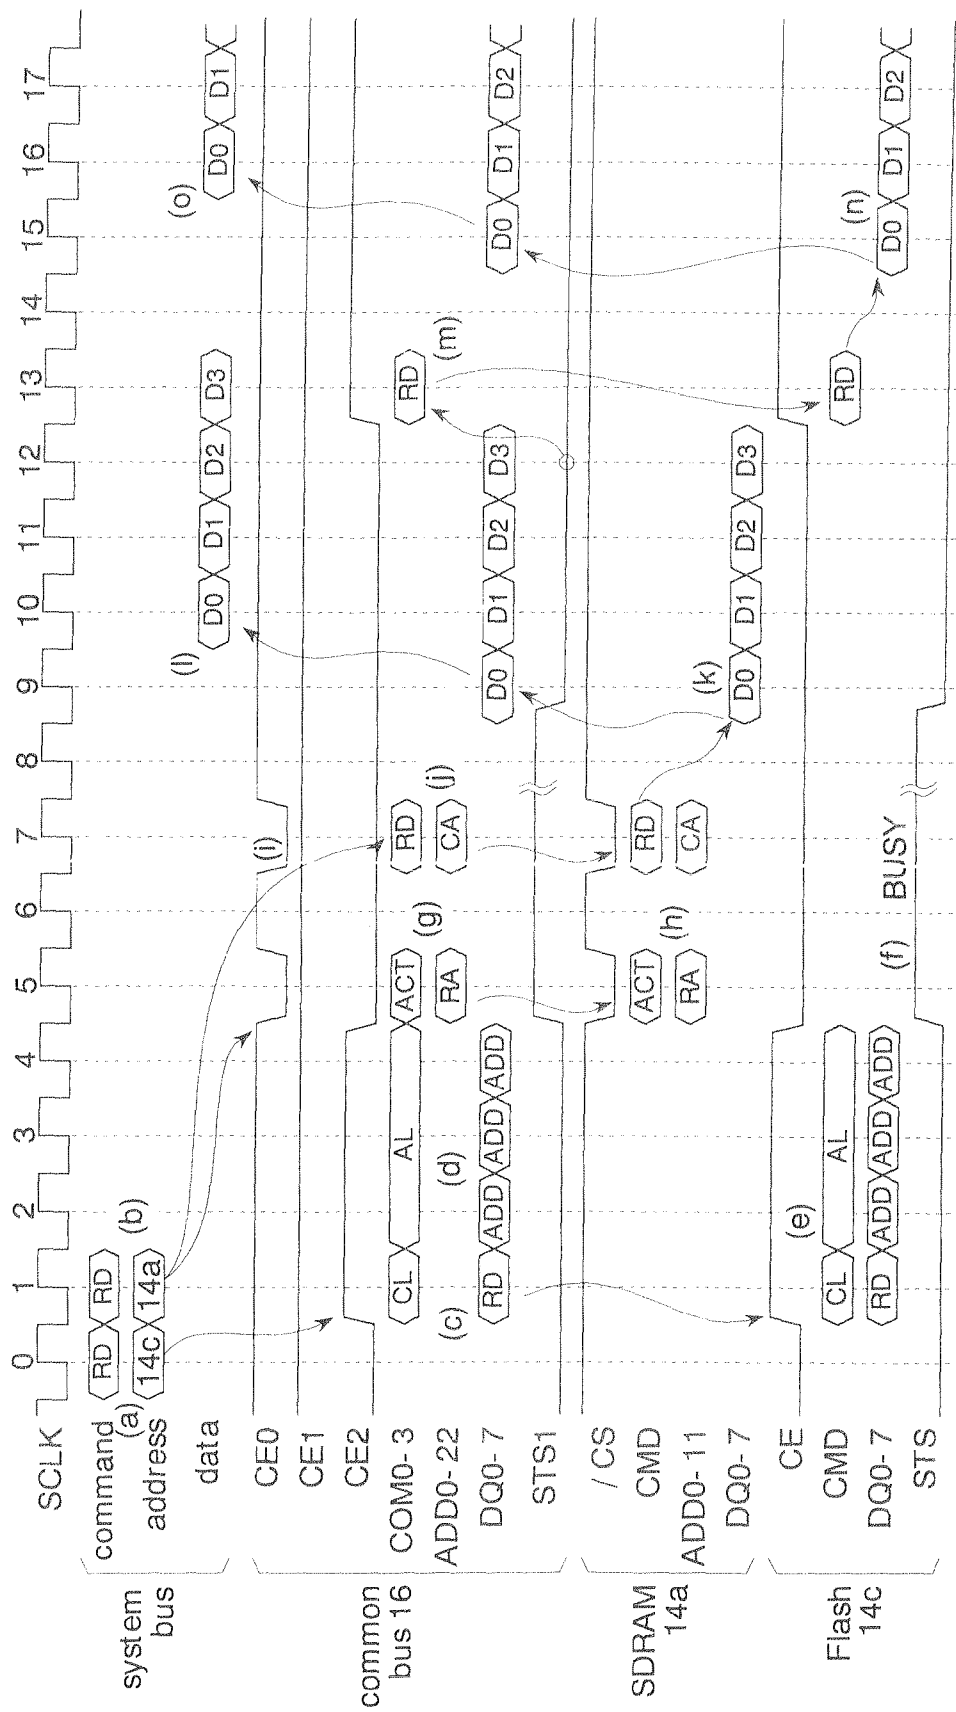 SCLK 0 1 2 3 4 5 6 7 8 9 10 11 12 13 14 15 16 17
system bus
command RD RD
(a) (b)
address 14c 14a
(l) (o)
data D0 D1 D2 D3 D0 D1
common bus 16
CE0 (i)
CE1
CE2
COM0-3 CL AL ACT RD RD
(g) (j) (m)
ADD0-22 RA CA
(c) (d)
DQ0-7 RD ADD ADD ADD D0 D1 D2 D3 D0 D1 D2
STS1
SDRAM 14a
/CS
CMD ACT RD
(h)
ADD0-11 RA CA
(k)
DQ0-7 D0 D1 D2 D3
Flash 14c
CE
(e)
CMD CL AL RD
(n)
DQ0-7 RD ADD ADD ADD D0 D1 D2
(f) BUSY
STS